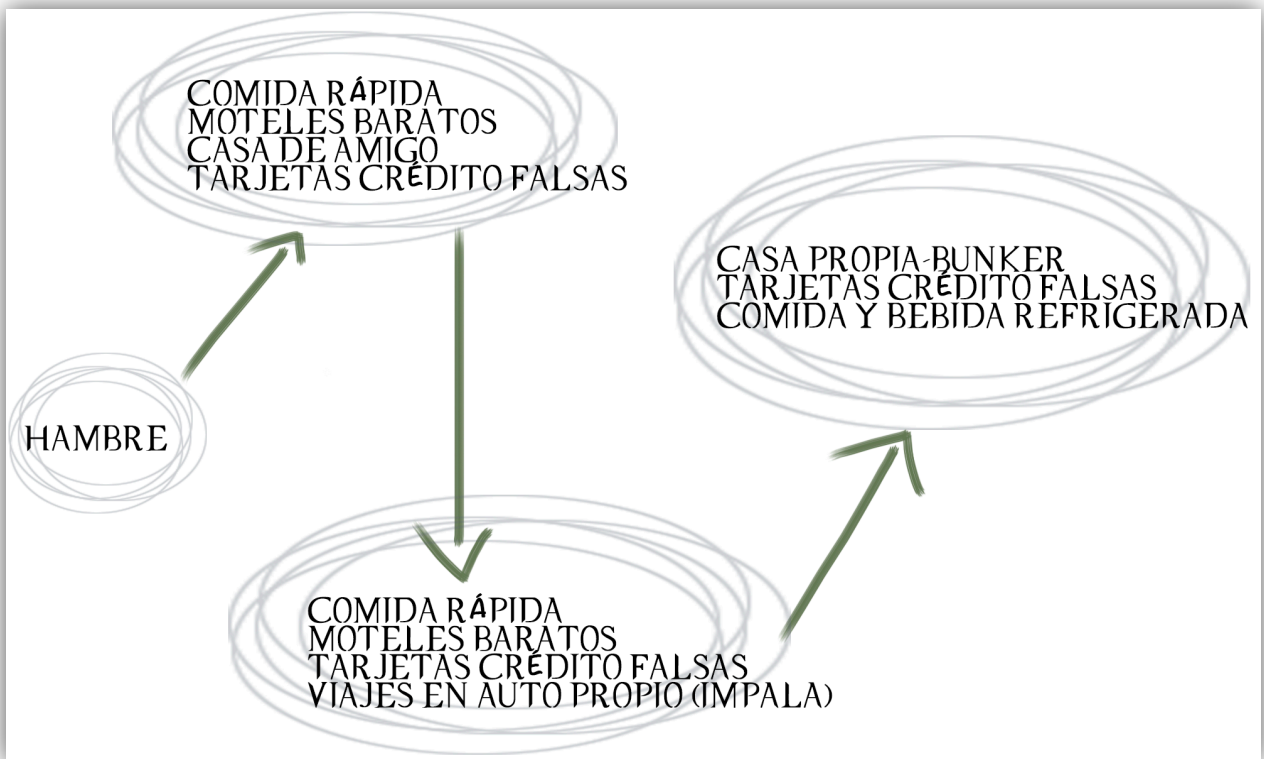 COMIDA RÁPIDA
MOTELES BARATOS
CASA DE AMIGO
TARJETAS CRÉDITO FALSAS
CASA PROPIA-BUNKER
TARJETAS CRÉDITO FALSAS
COMIDA Y BEBIDA REFRIGERADA
HAMBRE
COMIDA RÁPIDA
MOTELES BARATOS
TARJETAS CRÉDITO FALSAS
VIAJES EN AUTO PROPIO (IMPALA)